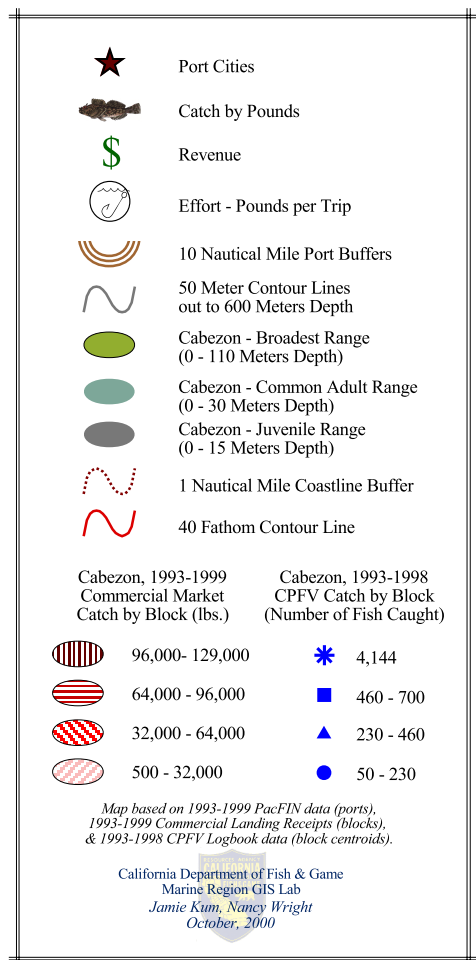 Port Cities
Catch by Pounds
$
Revenue
Effort - Pounds per Trip
10 Nautical Mile Port Buffers
50 Meter Contour Lines
out to 600 Meters Depth
Cabezon - Broadest Range
(0 - 110 Meters Depth)
Cabezon - Common Adult Range
(0 - 30 Meters Depth)
Cabezon - Juvenile Range
(0 - 15 Meters Depth)
1 Nautical Mile Coastline Buffer
40 Fathom Contour Line
Cabezon, 1993-1999
Commercial Market
Catch by Block (lbs.)
96,000- 129,000
64,000 - 96,000
32,000 - 64,000
500 - 32,000
Cabezon, 1993-1998
CPFV Catch by Block
(Number of Fish Caught)
4,144
460 - 700
230 - 460
50 - 230
Map based on 1993-1999 PacFIN data (ports),
1993-1999 Commercial Landing Receipts (blocks),
& 1993-1998 CPFV Logbook data (block centroids).
California Department of Fish & Game
Marine Region GIS Lab
Jamie Kum, Nancy Wright
October, 2000
CALIFORNIA